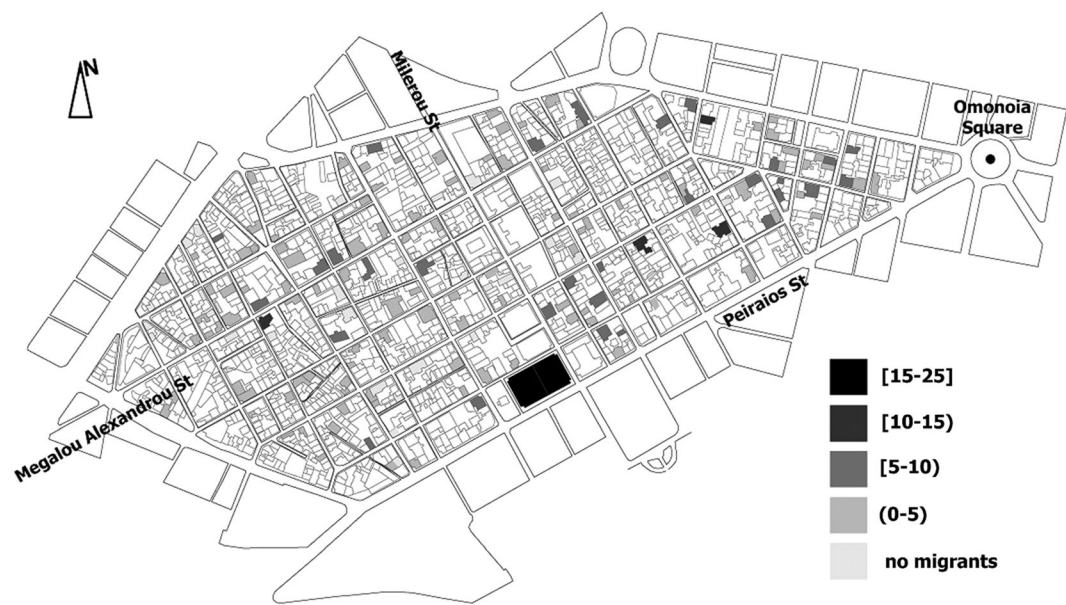 N
Milerou St
Omonoia
Square
Peiraios St
Megalou Alexandrou St
[15-25]
[10-15)
[5-10)
(0-5)
no migrants